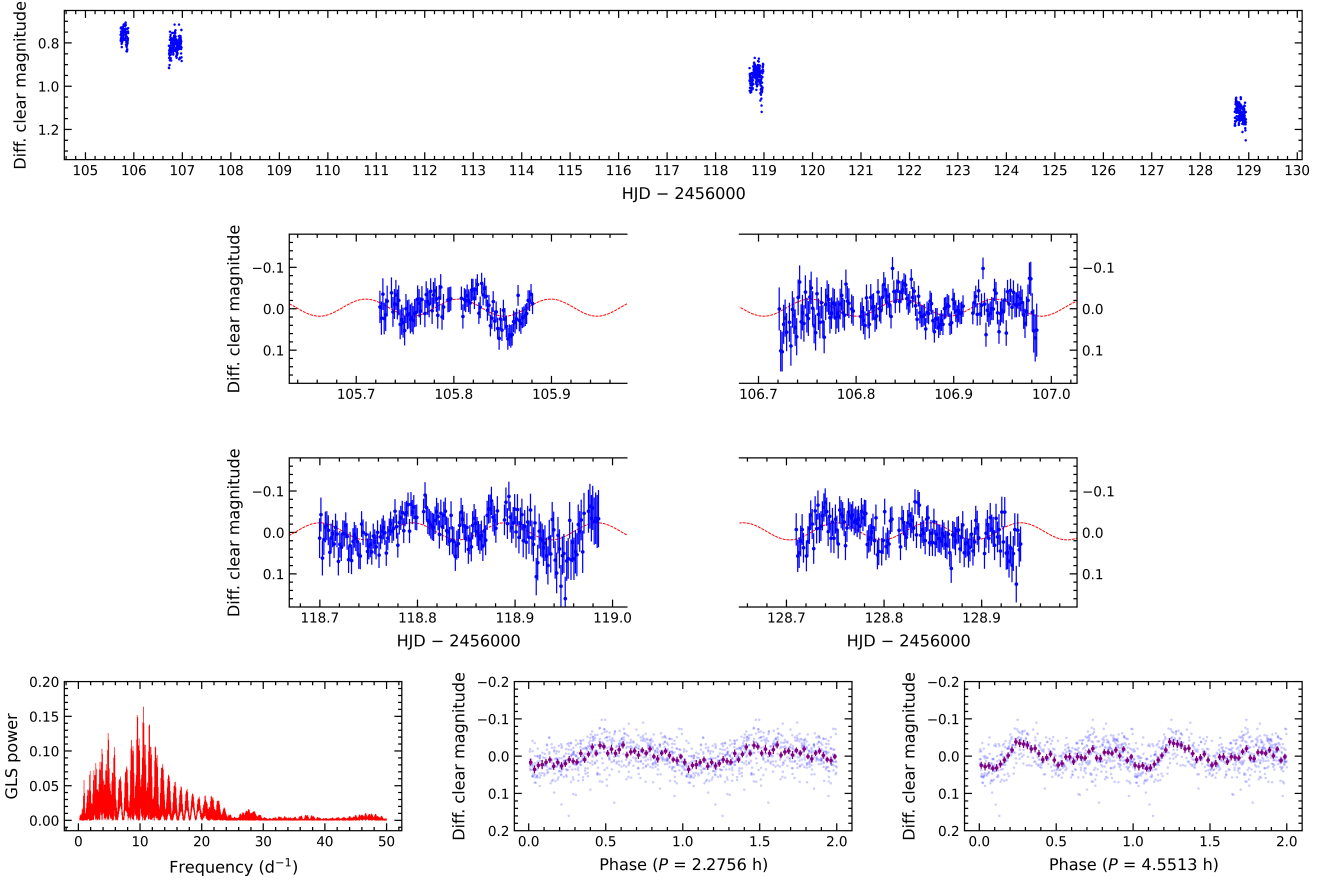 Diff. clear magnitude
0.8
1.0
1.2
105 106 107 108 109 110 111 112 113 114 115 116 117 118 119 120 121 122 123 124 125 126 127 128 129 130
HJD − 2456000
Diff. clear magnitude
−0.1
0.0
0.1
105.7 105.8 105.9
−0.1
0.0
0.1
106.7 106.8 106.9 107.0
Diff. clear magnitude
−0.1
0.0
0.1
118.7 118.8 118.9 119.0
HJD − 2456000
−0.1
0.0
0.1
128.7 128.8 128.9
HJD − 2456000
GLS power
0.20
0.15
0.10
0.05
0.00
0 10 20 30 40 50
Frequency (d⁻¹)
Diff. clear magnitude
−0.2
−0.1
0.0
0.1
0.2
0.0 0.5 1.0 1.5 2.0
Phase (P = 2.2756 h)
Diff. clear magnitude
−0.2
−0.1
0.0
0.1
0.2
0.0 0.5 1.0 1.5 2.0
Phase (P = 4.5513 h)